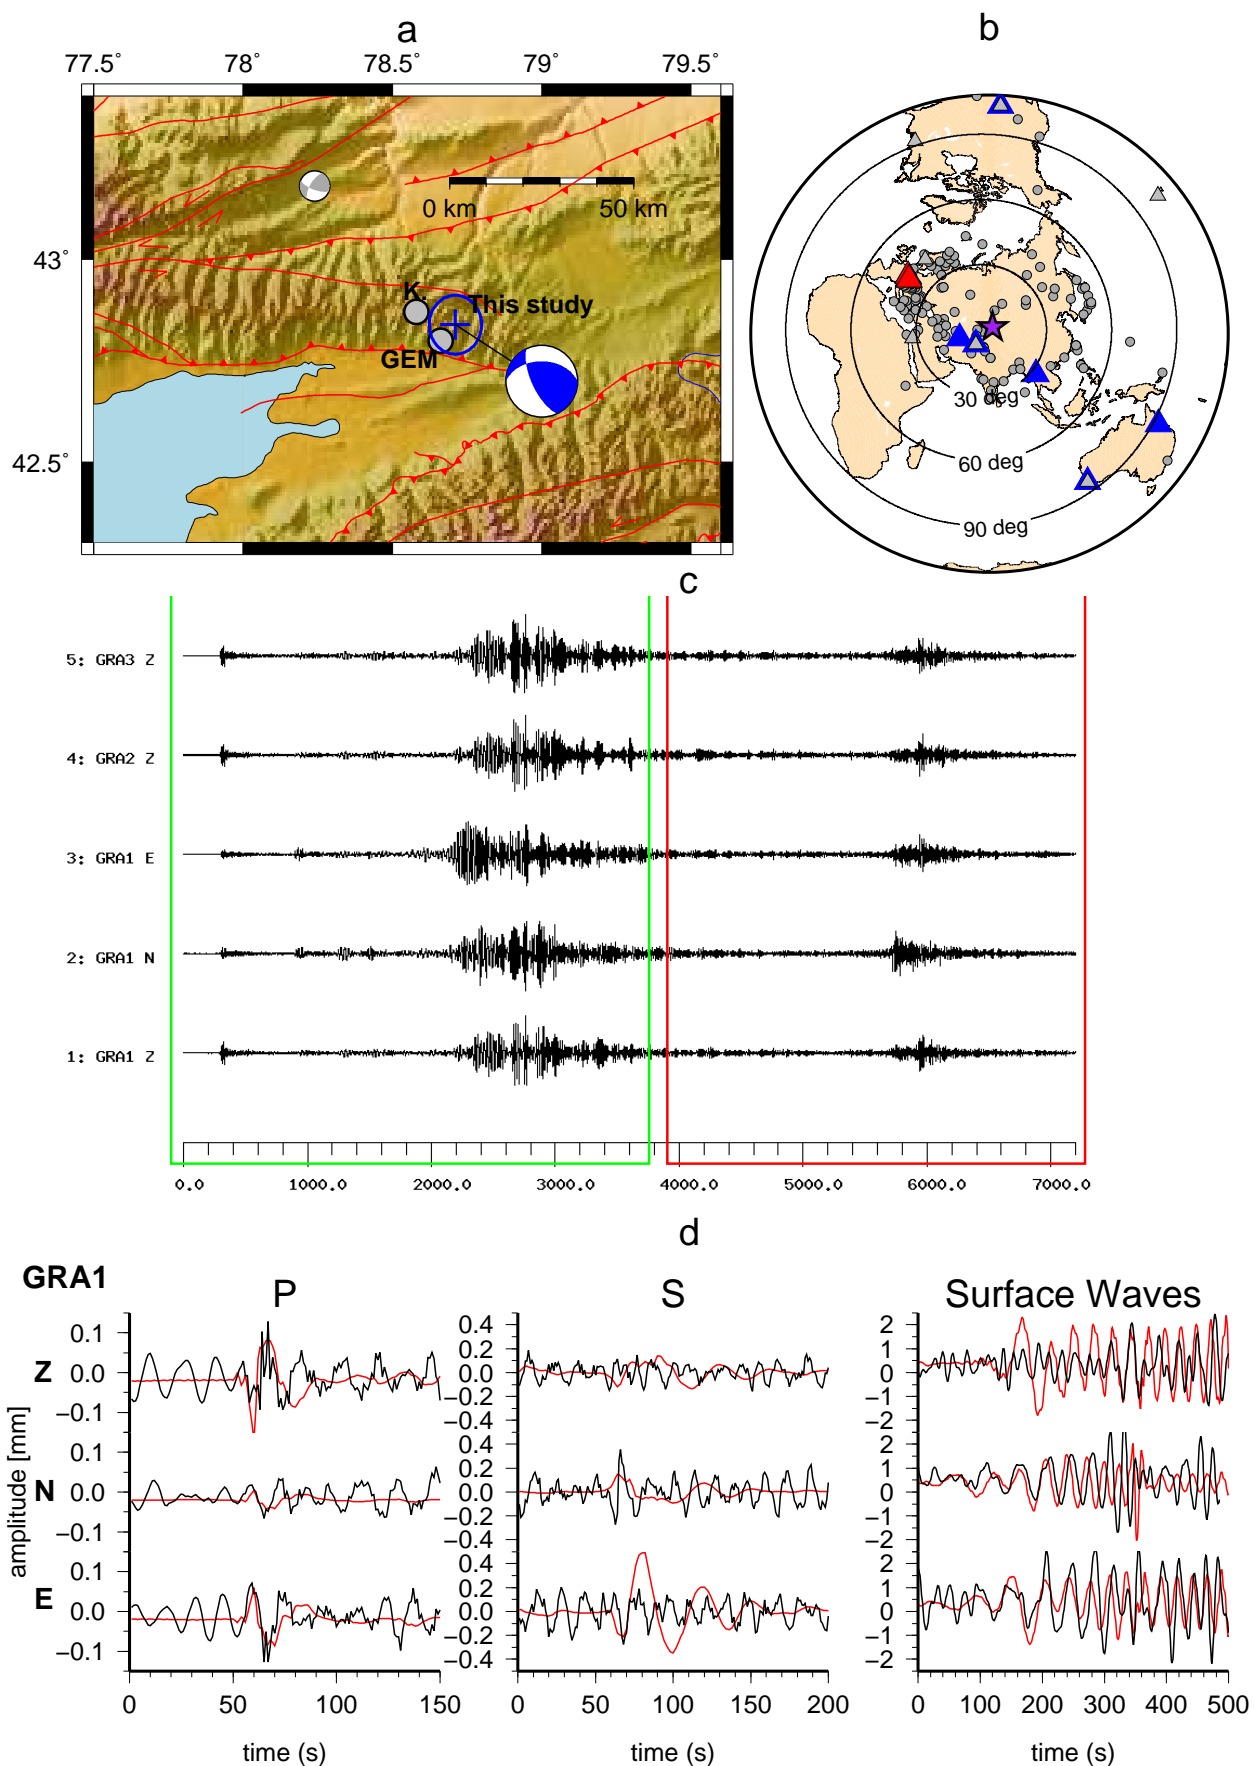 a
b
77.5° 78° 78.5° 79° 79.5°
43°
42.5°
0 km 50 km
K.
This study
GEM
30 deg
60 deg
90 deg
c
5: GRA3 Z
4: GRA2 Z
3: GRA1 E
2: GRA1 N
1: GRA1 Z
0.0 1000.0 2000.0 3000.0 4000.0 5000.0 6000.0 7000.0
d
GRA1
P S Surface Waves
amplitude [mm]
Z
0.1
0.0
−0.1
0.4
0.2
0.0
−0.2
−0.4
2
1
0
−1
−2
N
0.1
0.0
−0.1
0.4
0.2
0.0
−0.2
−0.4
2
1
0
−1
−2
E
0.1
0.0
−0.1
0.4
0.2
0.0
−0.2
−0.4
2
1
0
−1
−2
0 50 100 150 0 50 100 150 200 0 100 200 300 400 500
time (s) time (s) time (s)